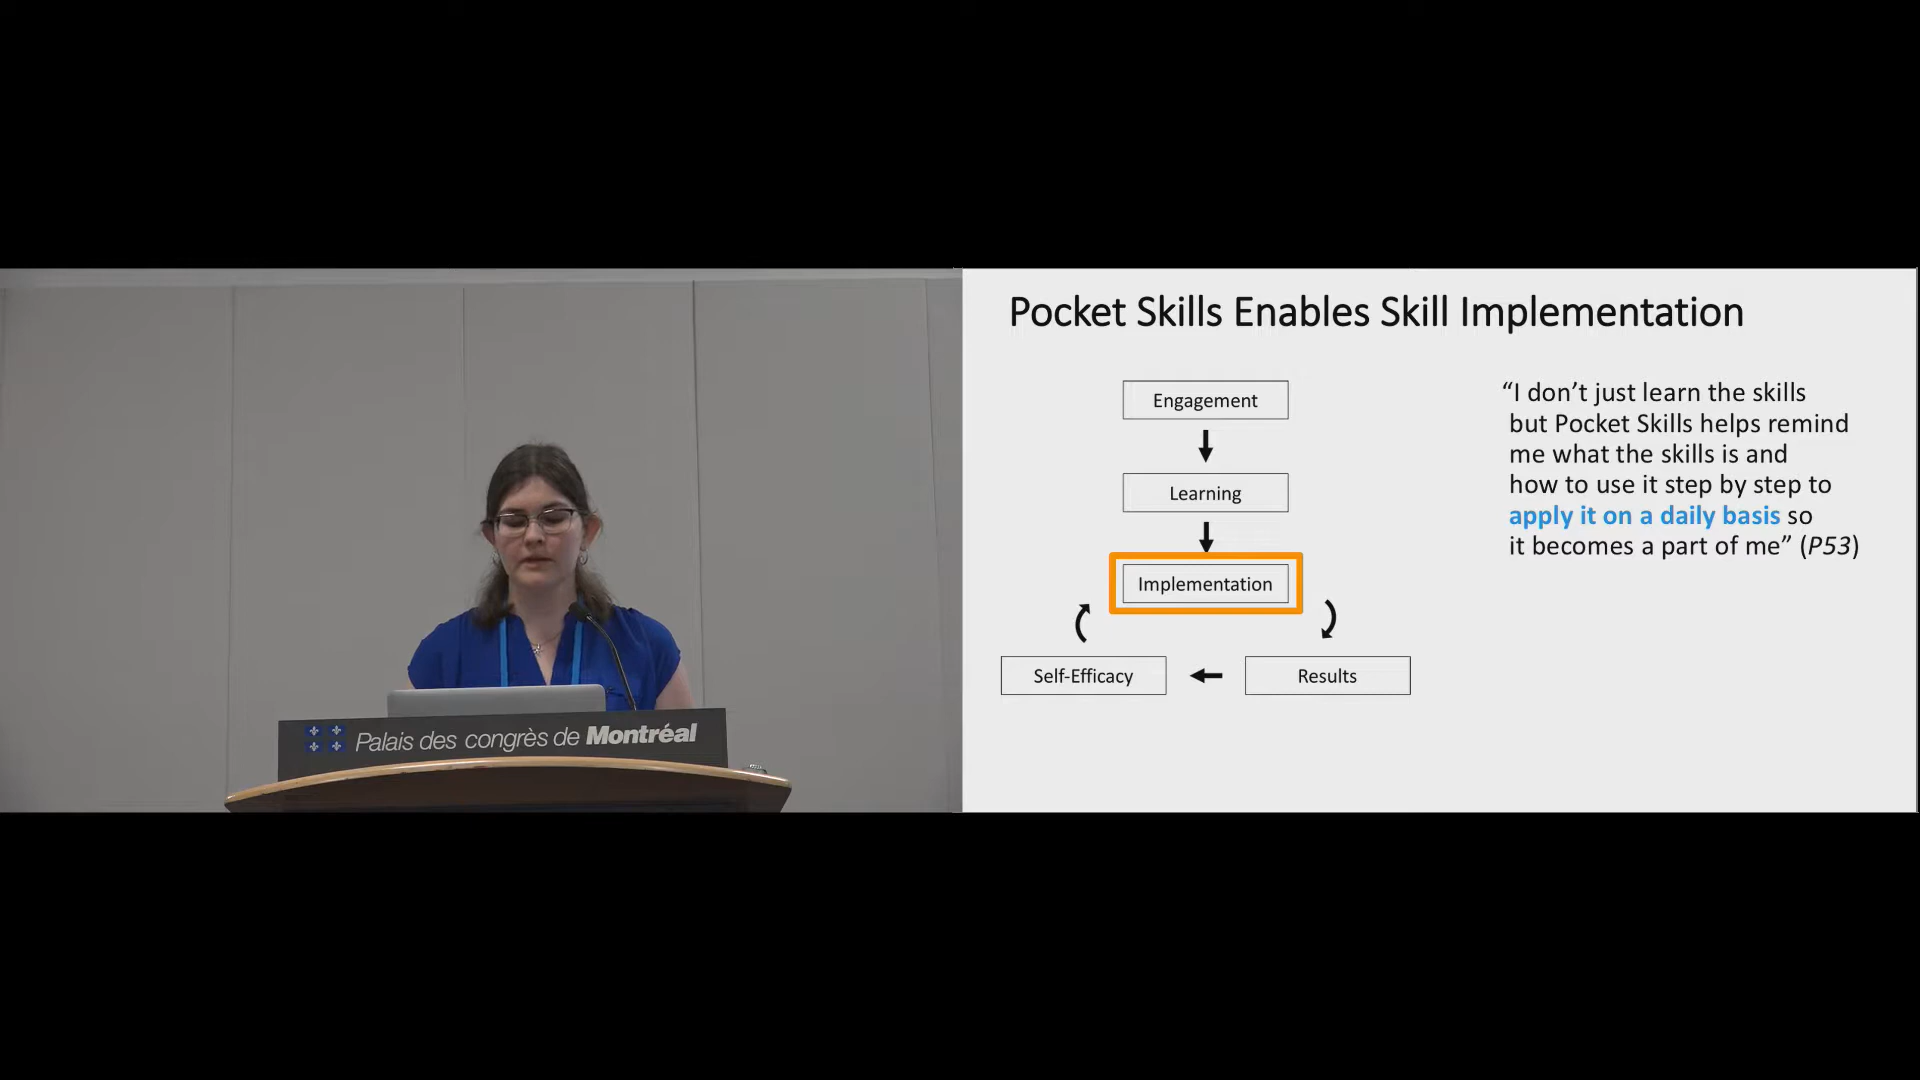 Pocket Skills Enables Skill Implementation
Engagement
Learning
Implementation
Self-Efficacy
Results
“I don’t just learn the skills
but Pocket Skills helps remind
me what the skills is and
how to use it step by step to
apply it on a daily basis so
it becomes a part of me” (P53)
Palais des congrès de Montréal